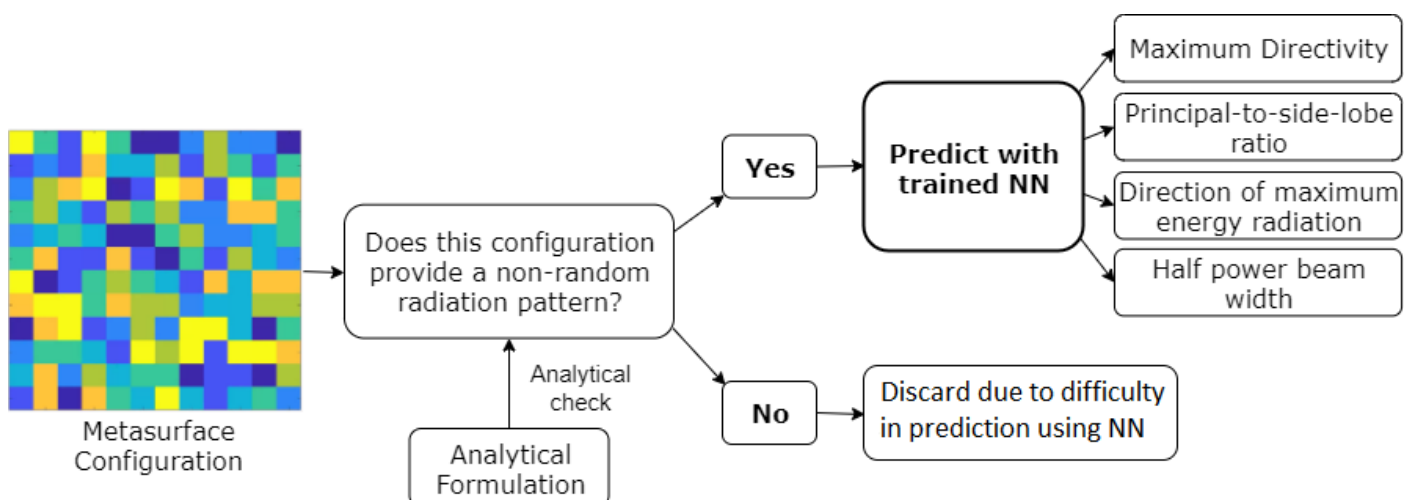 Metasurface
Configuration
Does this configuration
provide a non-random
radiation pattern?
Analytical
check
Analytical
Formulation
Yes
Predict with
trained NN
Maximum Directivity
Principal-to-side-lobe
ratio
Direction of maximum
energy radiation
Half power beam
width
No
Discard due to difficulty
in prediction using NN